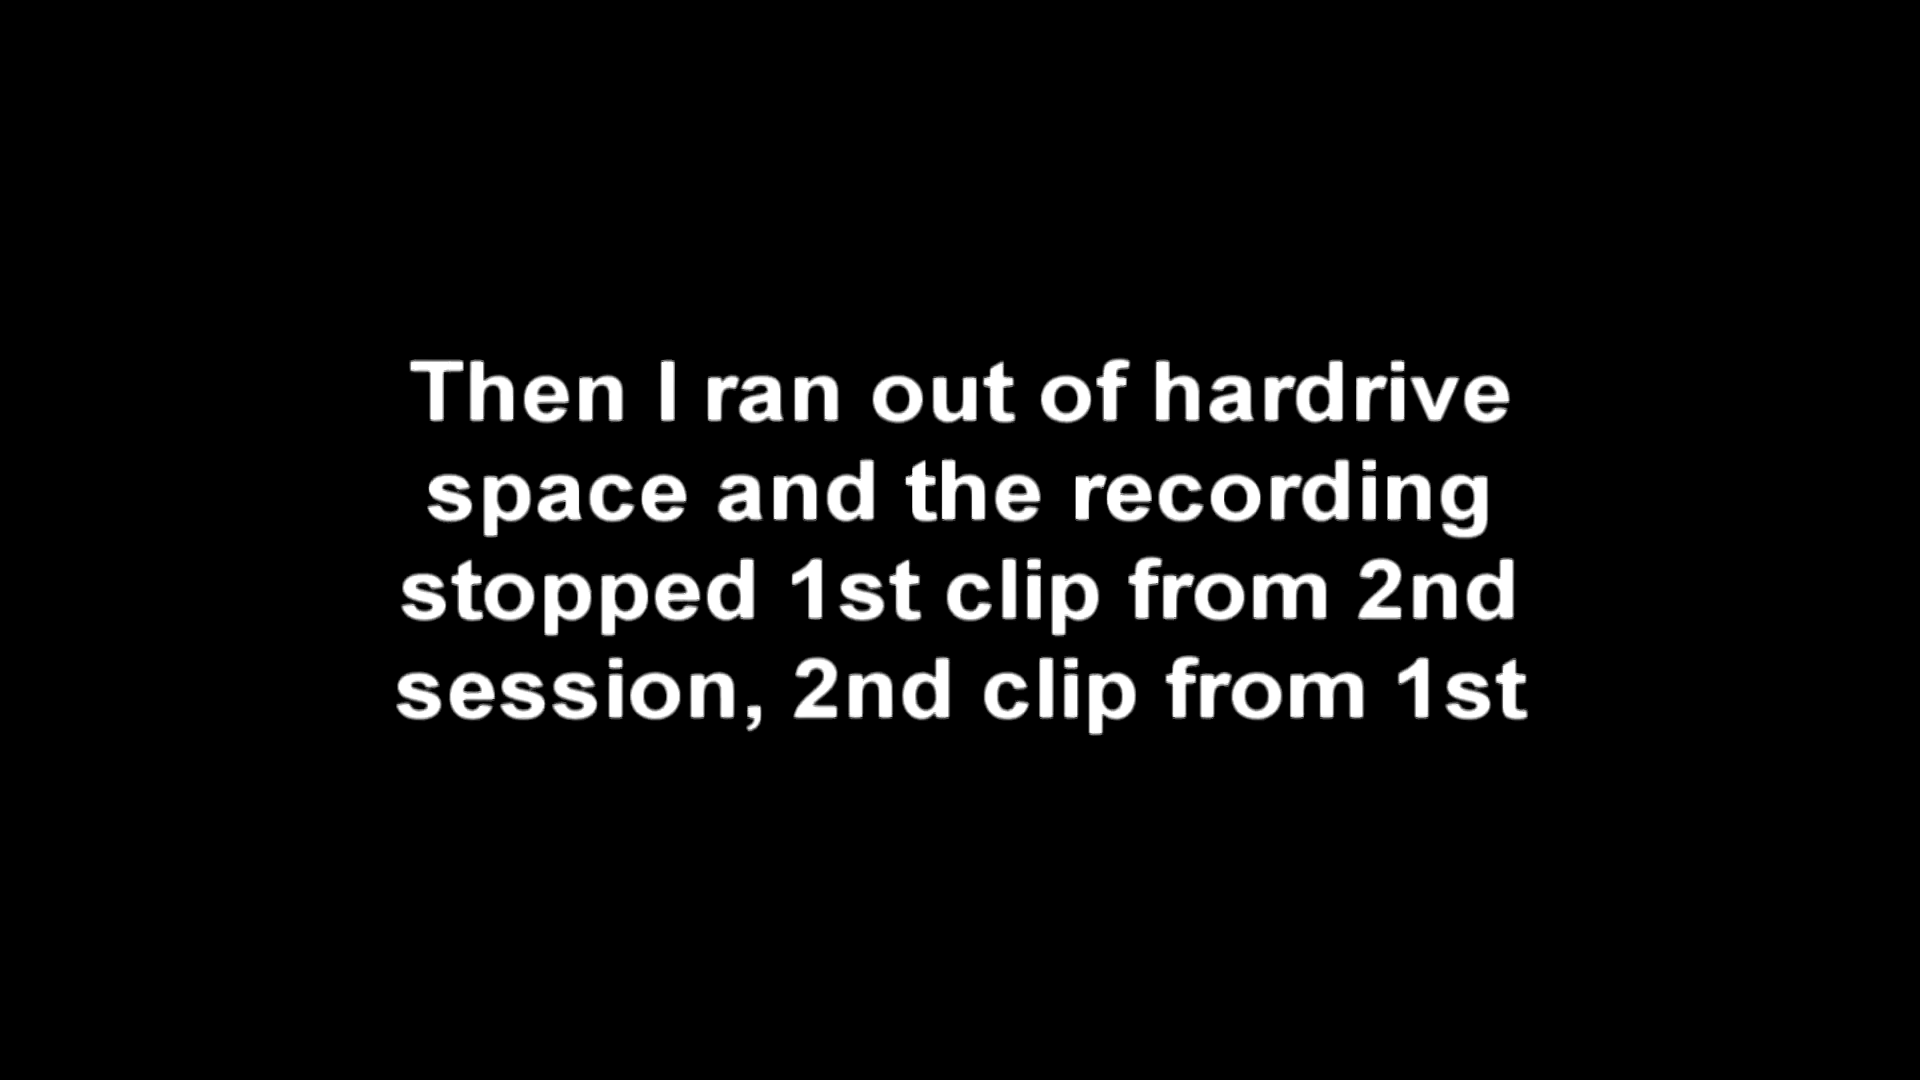 Then I ran out of hardrive
space and the recording
stopped 1st clip from 2nd
session, 2nd clip from 1st